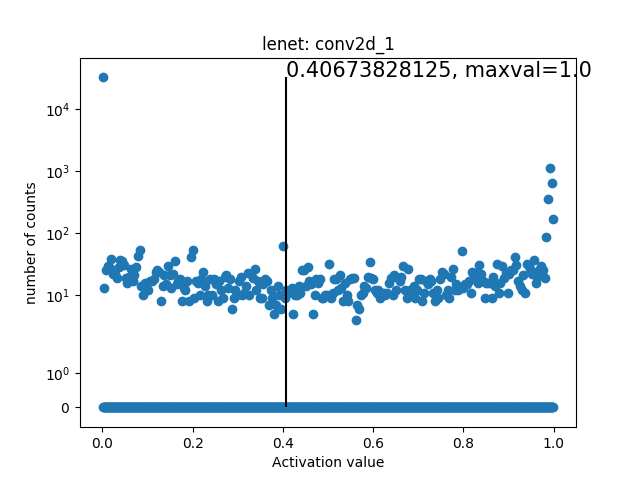 lenet: conv2d_1
0.40673828125, maxval=1.0
number of counts
10^4
10^3
10^2
10^1
10^0
0
0.0 0.2 0.4 0.6 0.8 1.0
Activation value